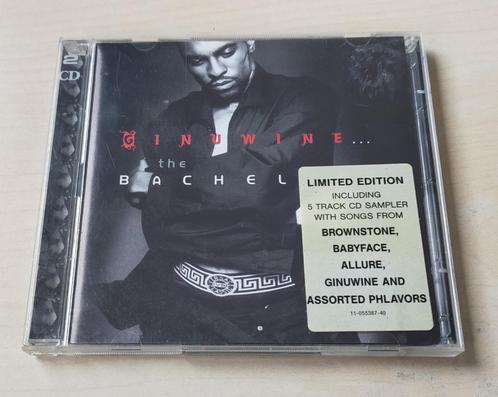 2
CD
GINUWINE...
the
BACHEL
LIMITED EDITION
INCLUDING
5 TRACK CD SAMPLER
WITH SONGS FROM
BROWNSTONE,
BABYFACE,
ALLURE,
GINUWINE AND
ASSORTED PHLAVORS
11-055387-40